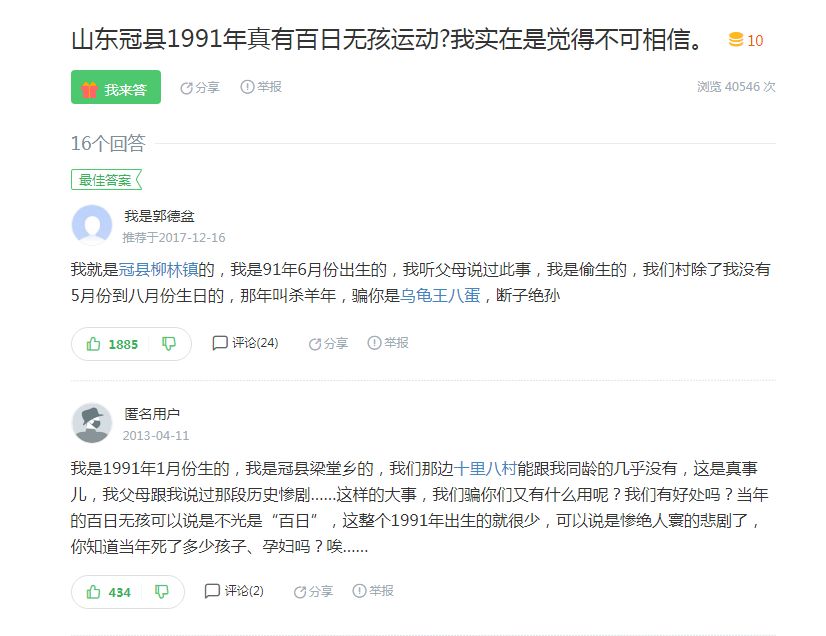 山东冠县1991年真有百日无孩运动?我实在是觉得不可相信。 10
我来答 分享 举报 浏览 40546 次
16个回答
最佳答案
我是郭德盆
推荐于2017-12-16
我就是冠县柳林镇的，我是91年6月份出生的，我听父母说过此事，我是偷生的，我们村除了我没有
5月份到八月份生日的，那年叫杀羊年，骗你是乌龟王八蛋，断子绝孙
1885 评论(24) 分享 举报
匿名用户
2013-04-11
我是1991年1月份生的，我是冠县梁堂乡的，我们那边十里八村能跟我同龄的几乎没有，这是真事
儿，我父母跟我说过那段历史惨剧......这样的大事，我们骗你们又有什么用呢？我们有好处吗？当年
的百日无孩可以说是不光是“百日”，这整个1991年出生的就很少，可以说是惨绝人寰的悲剧了，
你知道当年死了多少孩子、孕妇吗？唉......
434 评论(2) 分享 举报